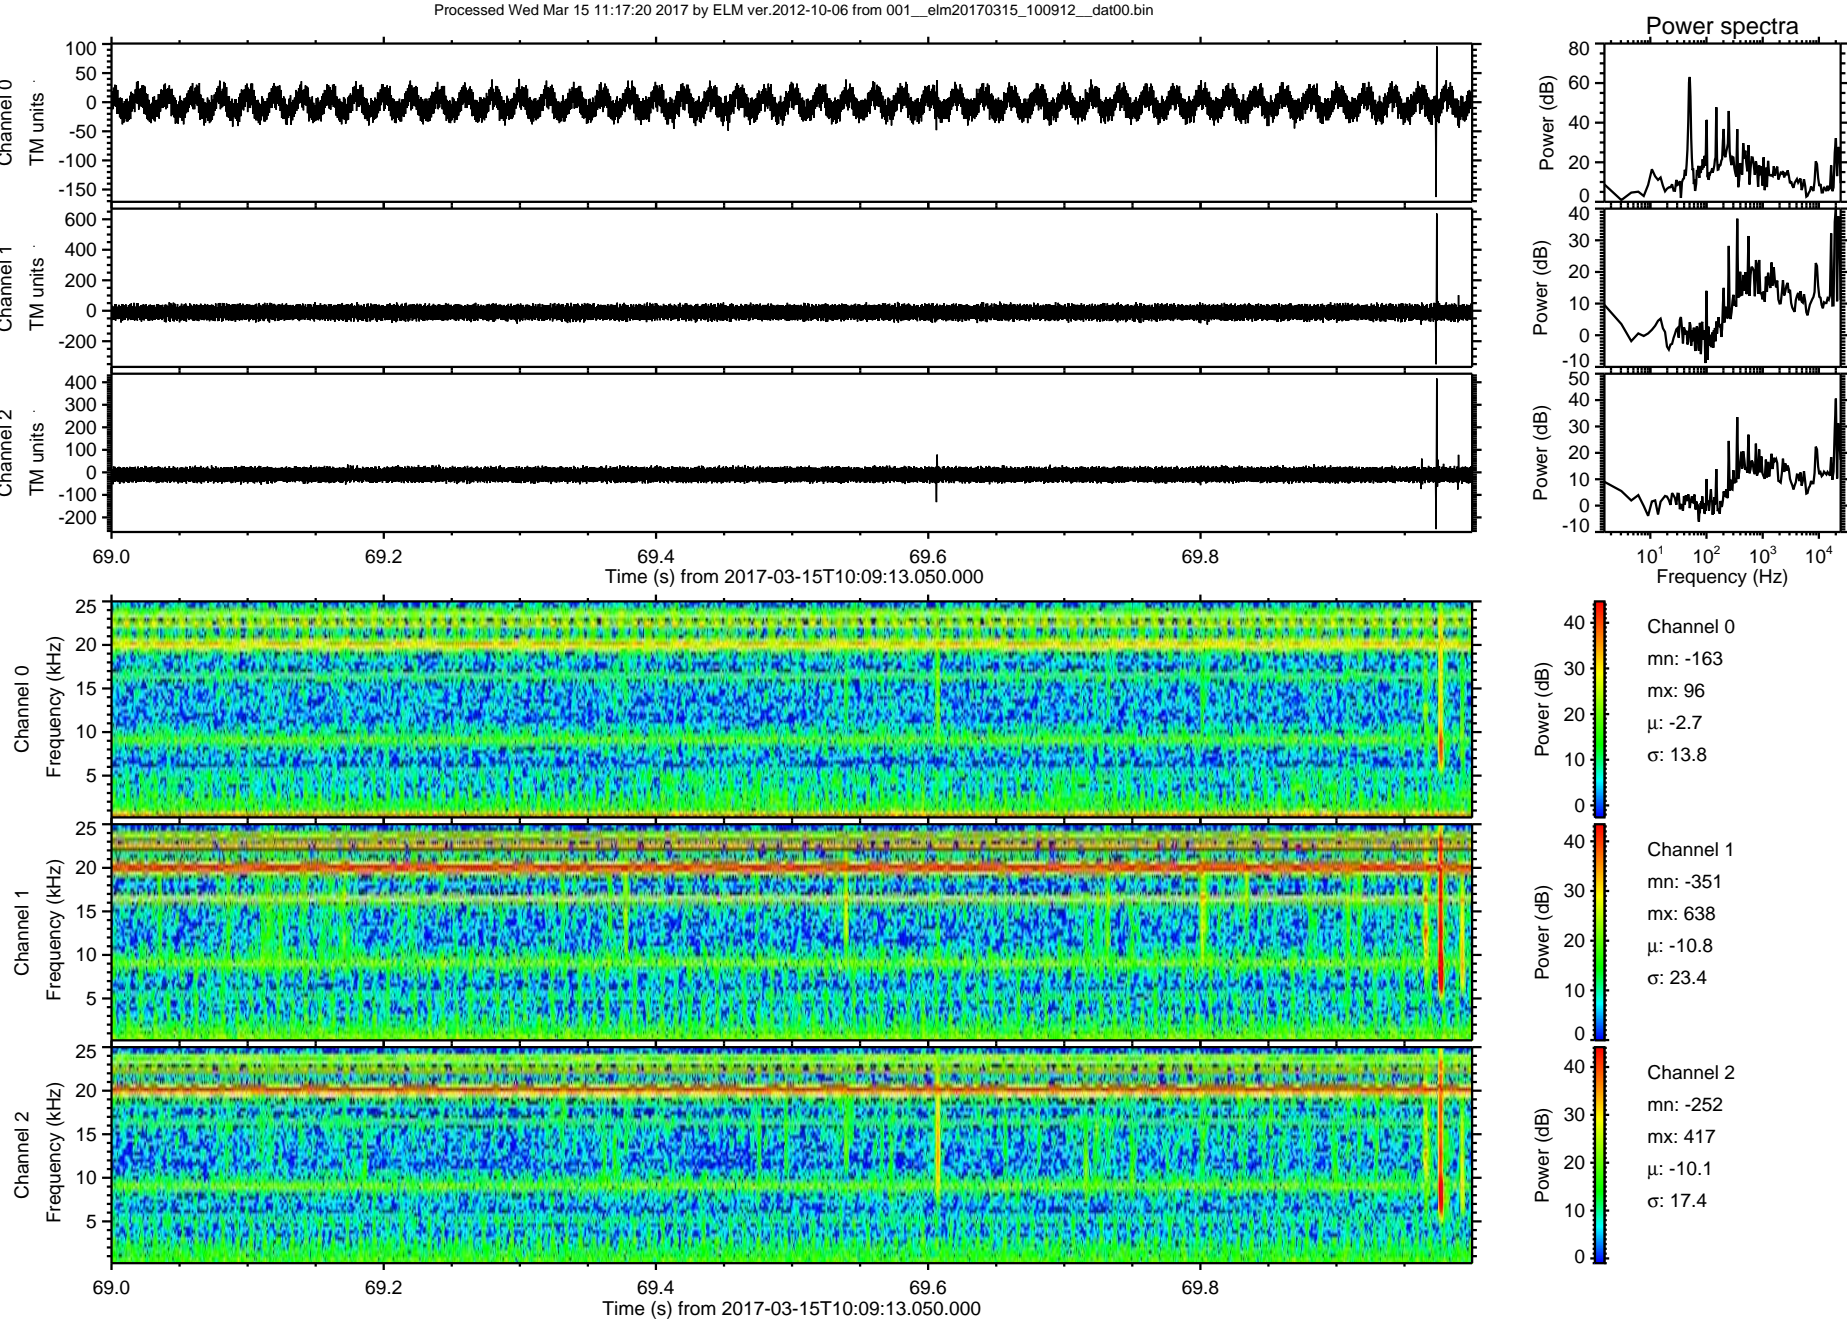 Processed Wed Mar 15 11:17:20 2017 by ELM ver.2012-10-06 from 001__elm20170315_100912__dat00.bin
Power spectra
Channel 0
TM units
100
50
0
-50
-100
-150
Power (dB)
80
60
40
20
0
Channel 1
TM units
600
400
200
0
-200
Power (dB)
40
30
20
10
0
-10
Channel 2
TM units
400
300
200
100
0
-100
-200
Power (dB)
50
40
30
20
10
0
-10
69.0 69.2 69.4 69.6 69.8
Time (s) from 2017-03-15T10:09:13.050.000
10¹ 10² 10³ 10⁴
Frequency (Hz)
Channel 0
Frequency (kHz)
25
20
15
10
5
Power (dB)
40
30
20
10
0
Channel 0
mn: -163
mx: 96
μ: -2.7
σ: 13.8
Channel 1
Frequency (kHz)
25
20
15
10
5
Power (dB)
40
30
20
10
0
Channel 1
mn: -351
mx: 638
μ: -10.8
σ: 23.4
Channel 2
Frequency (kHz)
25
20
15
10
5
Power (dB)
40
30
20
10
0
Channel 2
mn: -252
mx: 417
μ: -10.1
σ: 17.4
69.0 69.2 69.4 69.6 69.8
Time (s) from 2017-03-15T10:09:13.050.000